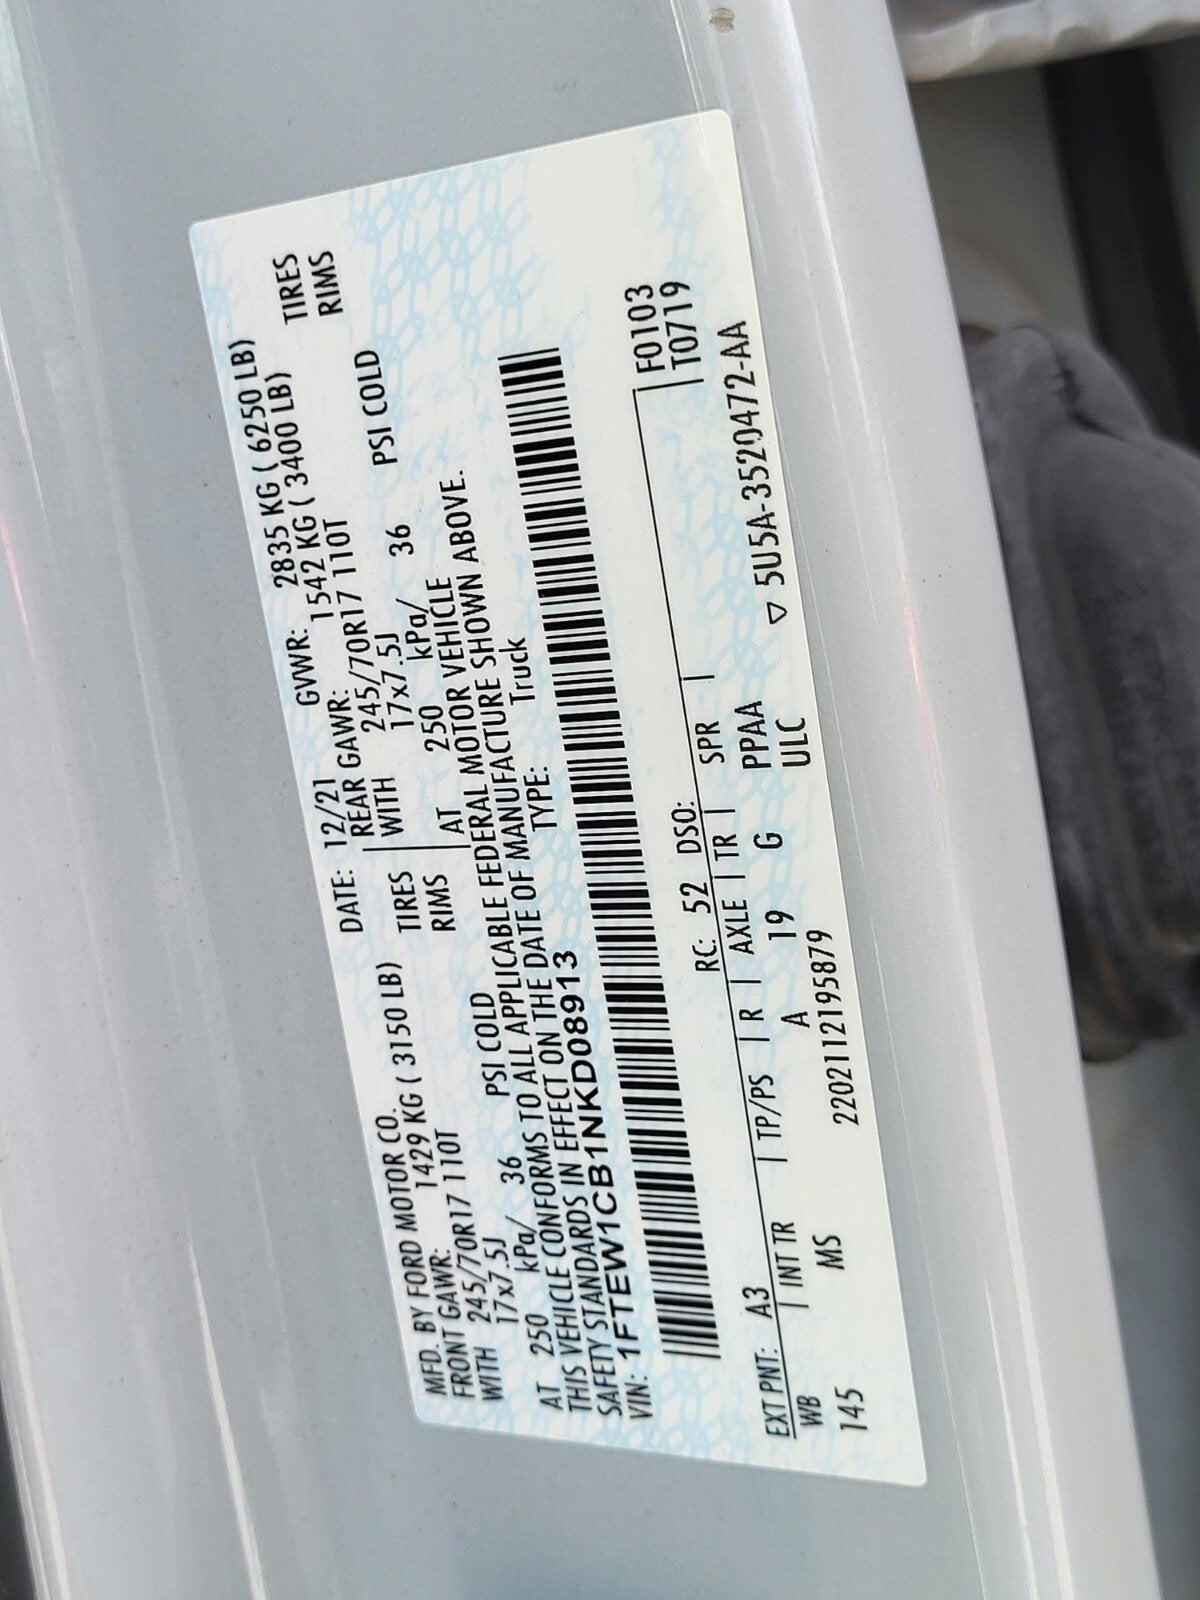 MFD. BY FORD MOTOR CO. DATE: 12/21 GVWR: 2835 KG ( 6250 LB)
FRONT GAWR: 1429 KG ( 3150 LB) REAR GAWR: 1542 KG ( 3400 LB)
WITH 245/70R17 110T TIRES WITH 245/70R17 110T TIRES
17x7.5J RIMS 17x7.5J RIMS
AT 250 kPa/ 36 PSI COLD AT 250 kPa/ 36 PSI COLD
THIS VEHICLE CONFORMS TO ALL APPLICABLE FEDERAL MOTOR VEHICLE
SAFETY STANDARDS IN EFFECT ON THE DATE OF MANUFACTURE SHOWN ABOVE.
VIN: 1FTEW1CB1NKD08913 TYPE: Truck
F0103
T0719
EXT PNT: A3 RC: 52 DSO:
WB INT TR TP/PS R AXLE TR SPR
145 MS A 19 G PPAA
ULC
▽ 5U5A-3520472-AA
2202112195879